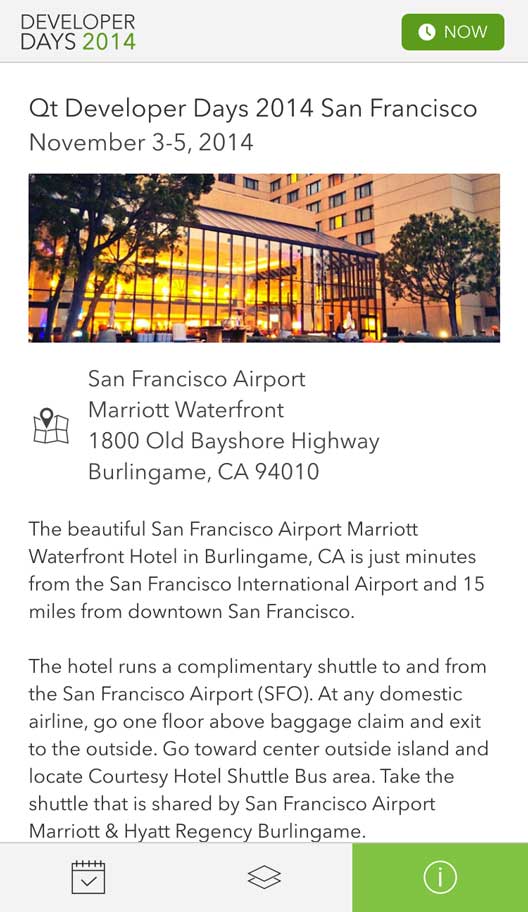 DEVELOPER
DAYS 2014
NOW
Qt Developer Days 2014 San Francisco
November 3-5, 2014
San Francisco Airport
Marriott Waterfront
1800 Old Bayshore Highway
Burlingame, CA 94010
The beautiful San Francisco Airport Marriott
Waterfront Hotel in Burlingame, CA is just minutes
from the San Francisco International Airport and 15
miles from downtown San Francisco.
The hotel runs a complimentary shuttle to and from
the San Francisco Airport (SFO). At any domestic
airline, go one floor above baggage claim and exit
to the outside. Go toward center outside island and
locate Courtesy Hotel Shuttle Bus area. Take the
shuttle that is shared by San Francisco Airport
Marriott & Hyatt Regency Burlingame.